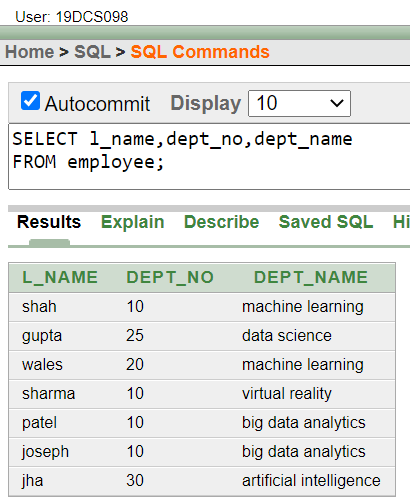 User: 19DCS098
Home > SQL > SQL Commands
Autocommit Display 10
SELECT l_name,dept_no,dept_name
FROM employee;
Results Explain Describe Saved SQL Hi
L_NAME DEPT_NO DEPT_NAME
shah 10 machine learning
gupta 25 data science
wales 20 machine learning
sharma 10 virtual reality
patel 10 big data analytics
joseph 10 big data analytics
jha 30 artificial intelligence